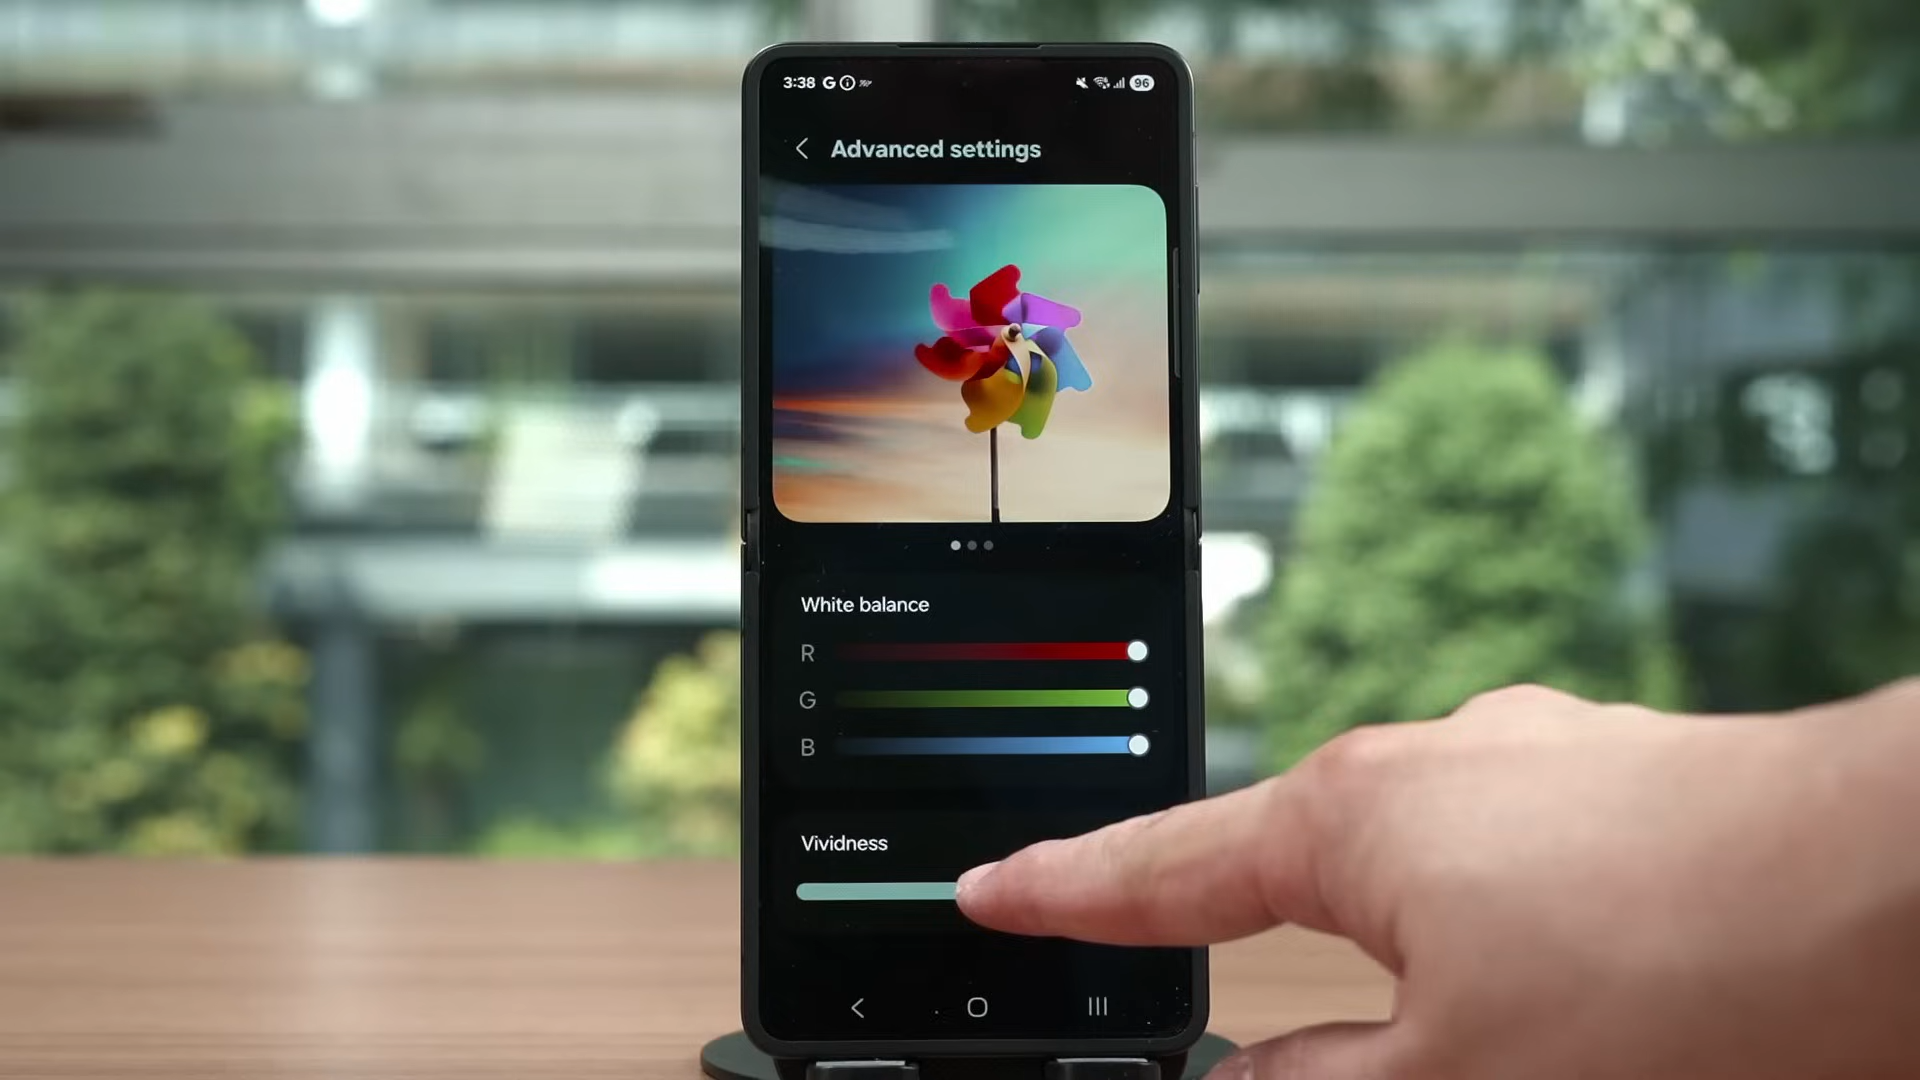 3:38 G 96
Advanced settings
White balance
R
G
B
Vividness